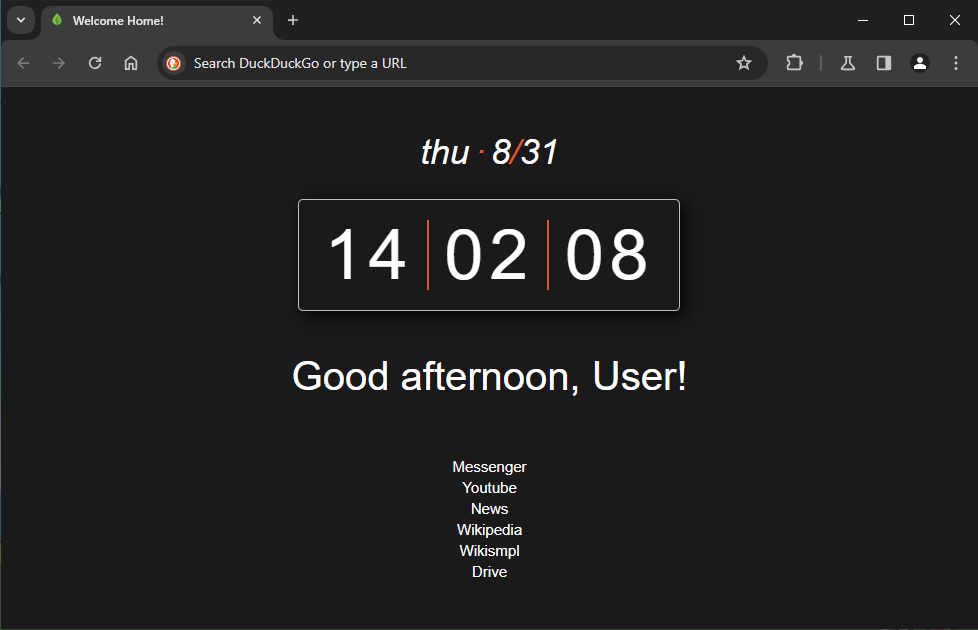 Welcome Home!
Search DuckDuckGo or type a URL
thu · 8/31
14 02 08
Good afternoon, User!
Messenger
Youtube
News
Wikipedia
Wikismpl
Drive